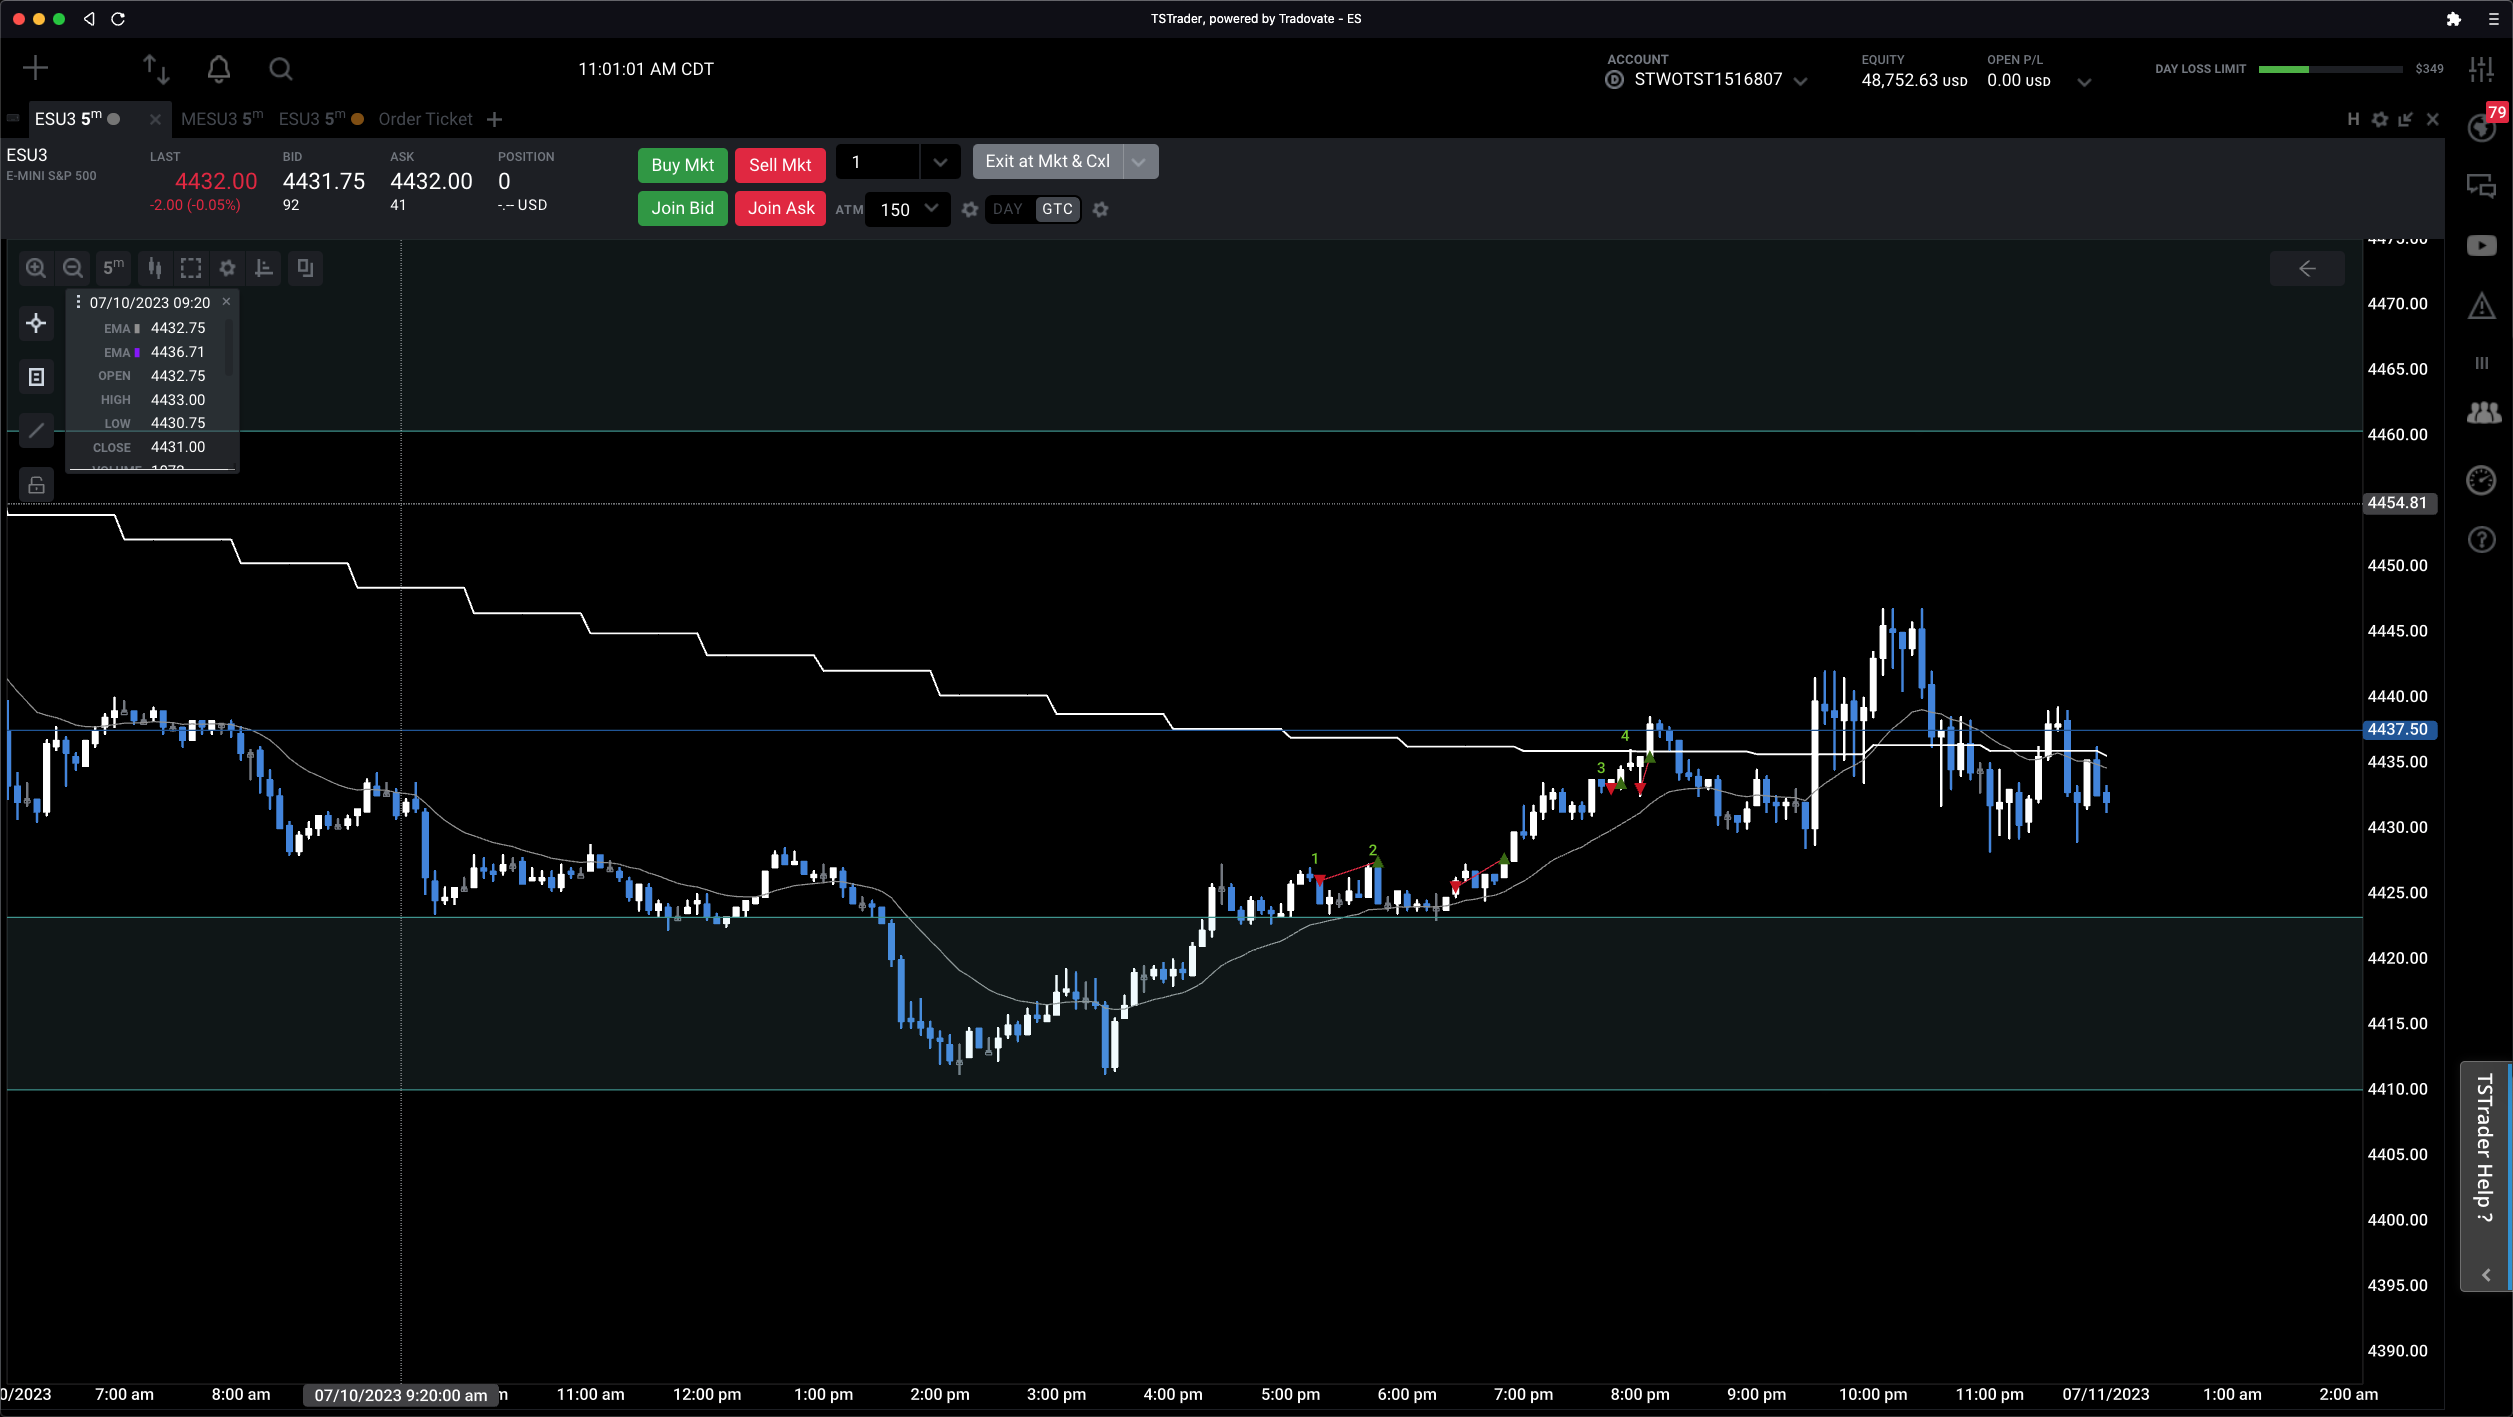 TSTrader, powered by Tradovate - ES
11:01:01 AM CDT
ACCOUNT
STWOTST1516807
EQUITY
48,752.63 USD
OPEN P/L
0.00 USD
DAY LOSS LIMIT
$349
79
ESU3 5m
MESU3 5m
ESU3 5m
Order Ticket
H
ESU3
E-MINI S&P 500
LAST
4432.00
-2.00 (-0.05%)
BID
4431.75
92
ASK
4432.00
41
POSITION
0
-.-- USD
Buy Mkt
Sell Mkt
1
Exit at Mkt & Cxl
Join Bid
Join Ask
ATM
150
DAY
GTC
5m
07/10/2023 09:20
EMA 4432.75
EMA 4436.71
OPEN 4432.75
HIGH 4433.00
LOW 4430.75
CLOSE 4431.00
4475.00
4470.00
4465.00
4460.00
4454.81
4450.00
4445.00
4440.00
4437.50
4435.00
4430.00
4425.00
4420.00
4415.00
4410.00
4405.00
4400.00
4395.00
4390.00
1
2
3
4
TSTrader Help ?
0/2023
7:00 am
8:00 am
07/10/2023 9:20:00 am
11:00 am
12:00 pm
1:00 pm
2:00 pm
3:00 pm
4:00 pm
5:00 pm
6:00 pm
7:00 pm
8:00 pm
9:00 pm
10:00 pm
11:00 pm
07/11/2023
1:00 am
2:00 am